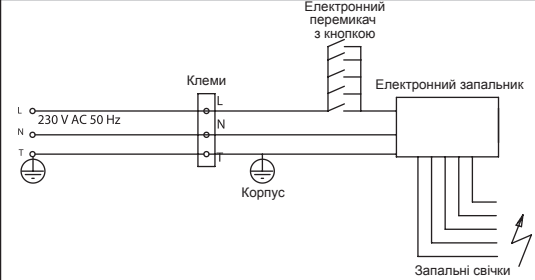 Електронний
перемикач
з кнопкою
Клеми
Електронний запальник
L
L
230 V AC 50 Hz
N
N
T
T
Корпус
Запальні свічки